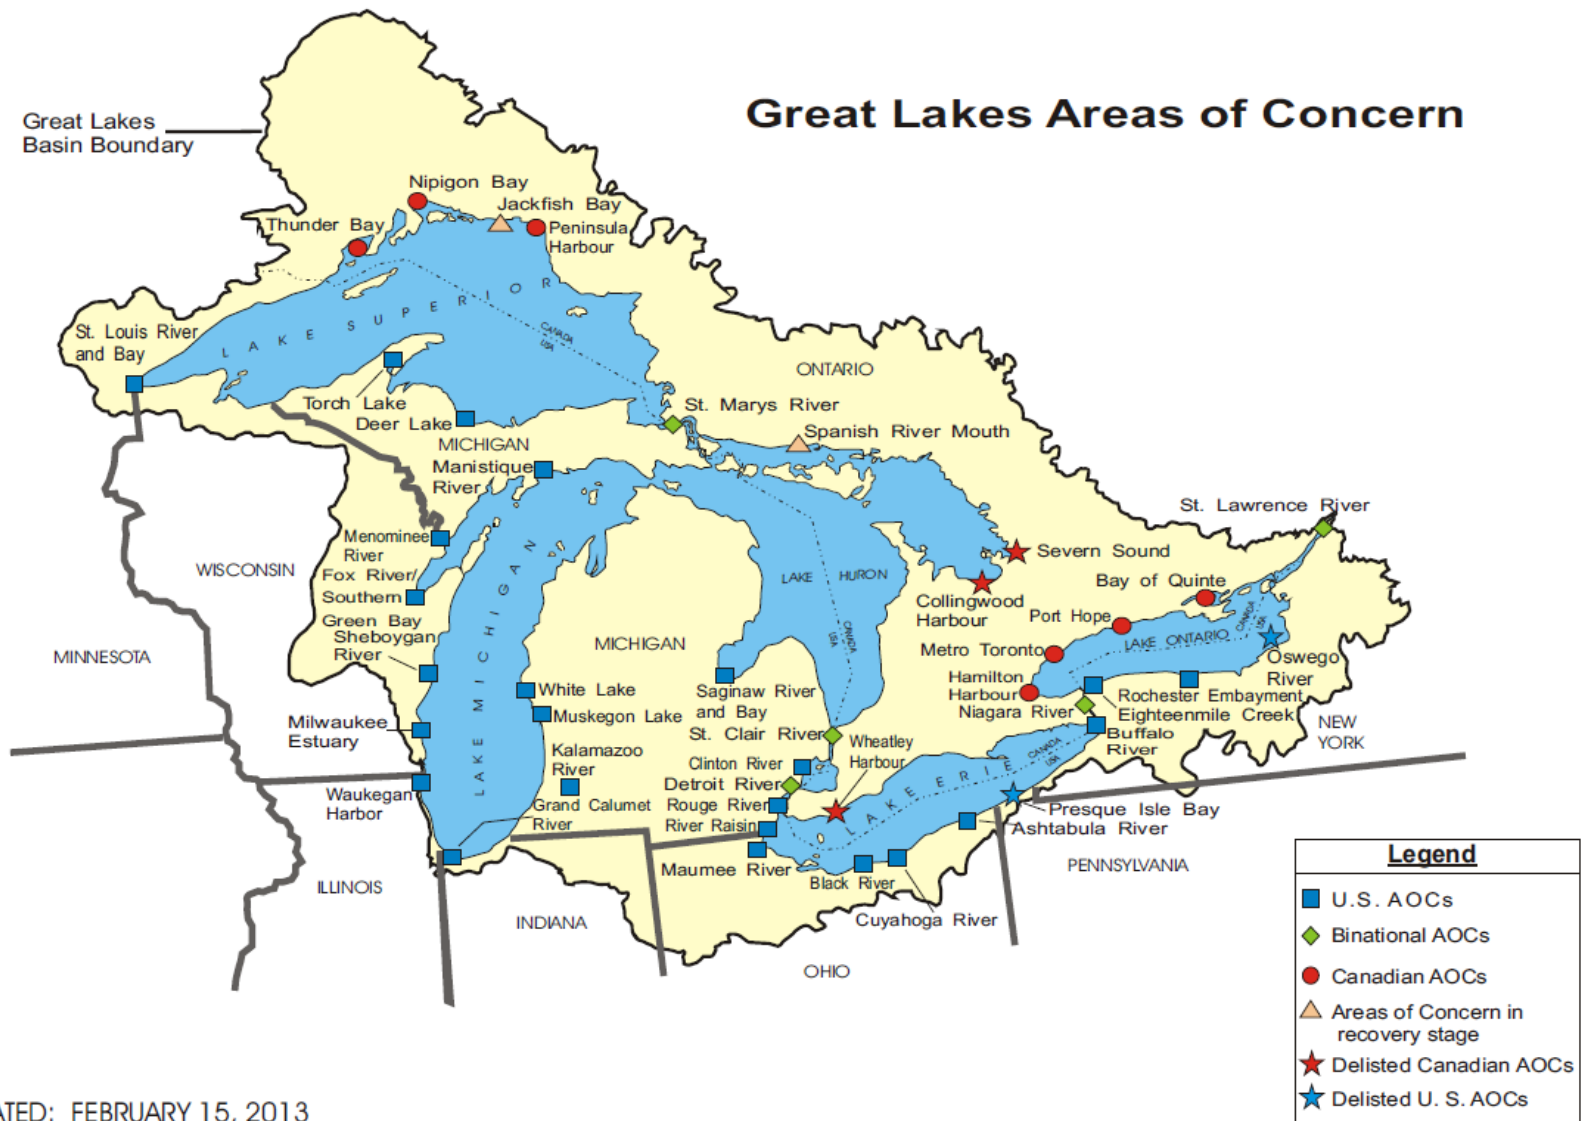 Great Lakes Areas of Concern
Great Lakes
Basin Boundary
Nipigon Bay
Jackfish Bay
Thunder Bay
Peninsula
Harbour
LAKE SUPERIOR
CANADA
USA
St. Louis River
and Bay
ONTARIO
Torch Lake
Deer Lake
St. Marys River
MICHIGAN
Spanish River Mouth
Manistique
River
St. Lawrence River
Menominee
River
Severn Sound
WISCONSIN
Fox River/
Southern
Green Bay
LAKE HURON
CANADA
USA
Bay of Quinte
Collingwood
Harbour
Port Hope
CANADA
USA
Sheboygan
River
LAKE MICHIGAN
MICHIGAN
LAKE ONTARIO
MINNESOTA
Metro Toronto
Oswego
River
Hamilton
Harbour
White Lake
Saginaw River
and Bay
Rochester Embayment
Muskegon Lake
Niagara River
Eighteenmile Creek
Milwaukee
Estuary
St. Clair River
Wheatley
Harbour
Buffalo
River
NEW
YORK
Kalamazoo
River
Clinton River
CANADA
USA
Detroit River
LAKE ERIE
Waukegan
Harbor
Grand Calumet
River
Rouge River
Presque Isle Bay
River Raisin
Ashtabula River
Maumee River
PENNSYLVANIA
ILLINOIS
Black River
INDIANA
Cuyahoga River
OHIO
Legend
U.S. AOCs
Binational AOCs
Canadian AOCs
Areas of Concern in
recovery stage
Delisted Canadian AOCs
Delisted U. S. AOCs
ATED: FEBRUARY 15, 2013